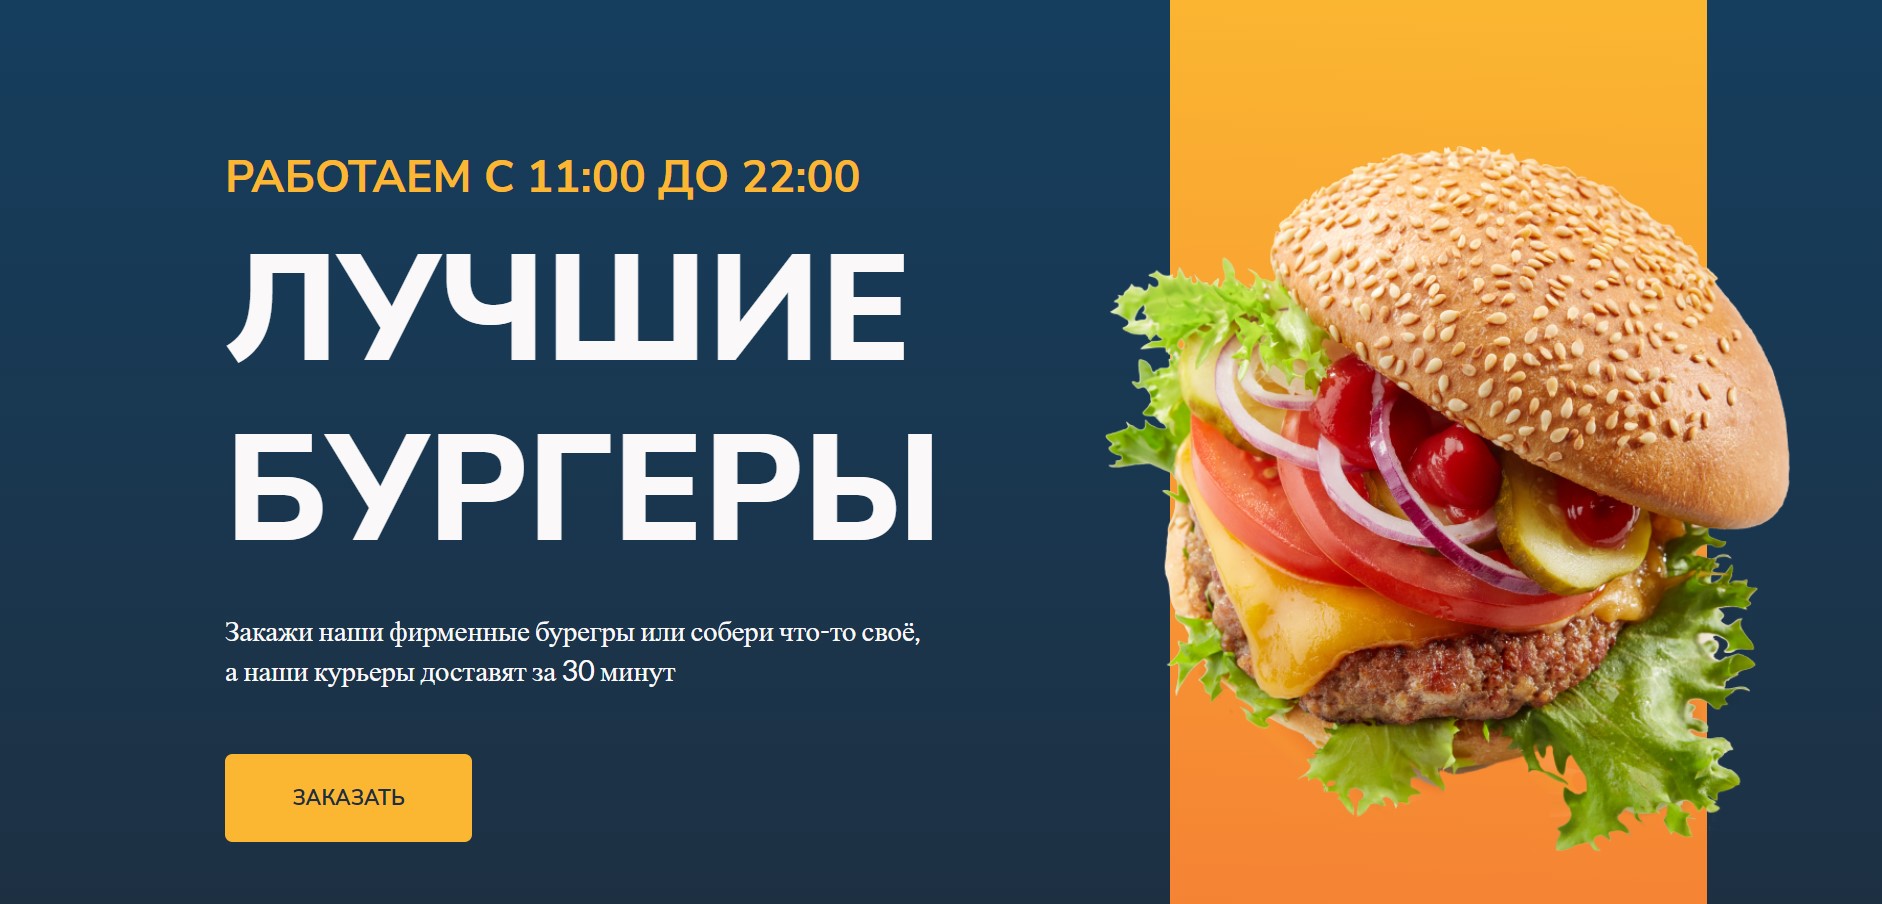 РАБОТАЕМ С 11:00 ДО 22:00
ЛУЧШИЕ
БУРГЕРЫ
Закажи наши фирменные бурегры или собери что-то своё,
а наши курьеры доставят за 30 минут
ЗАКАЗАТЬ